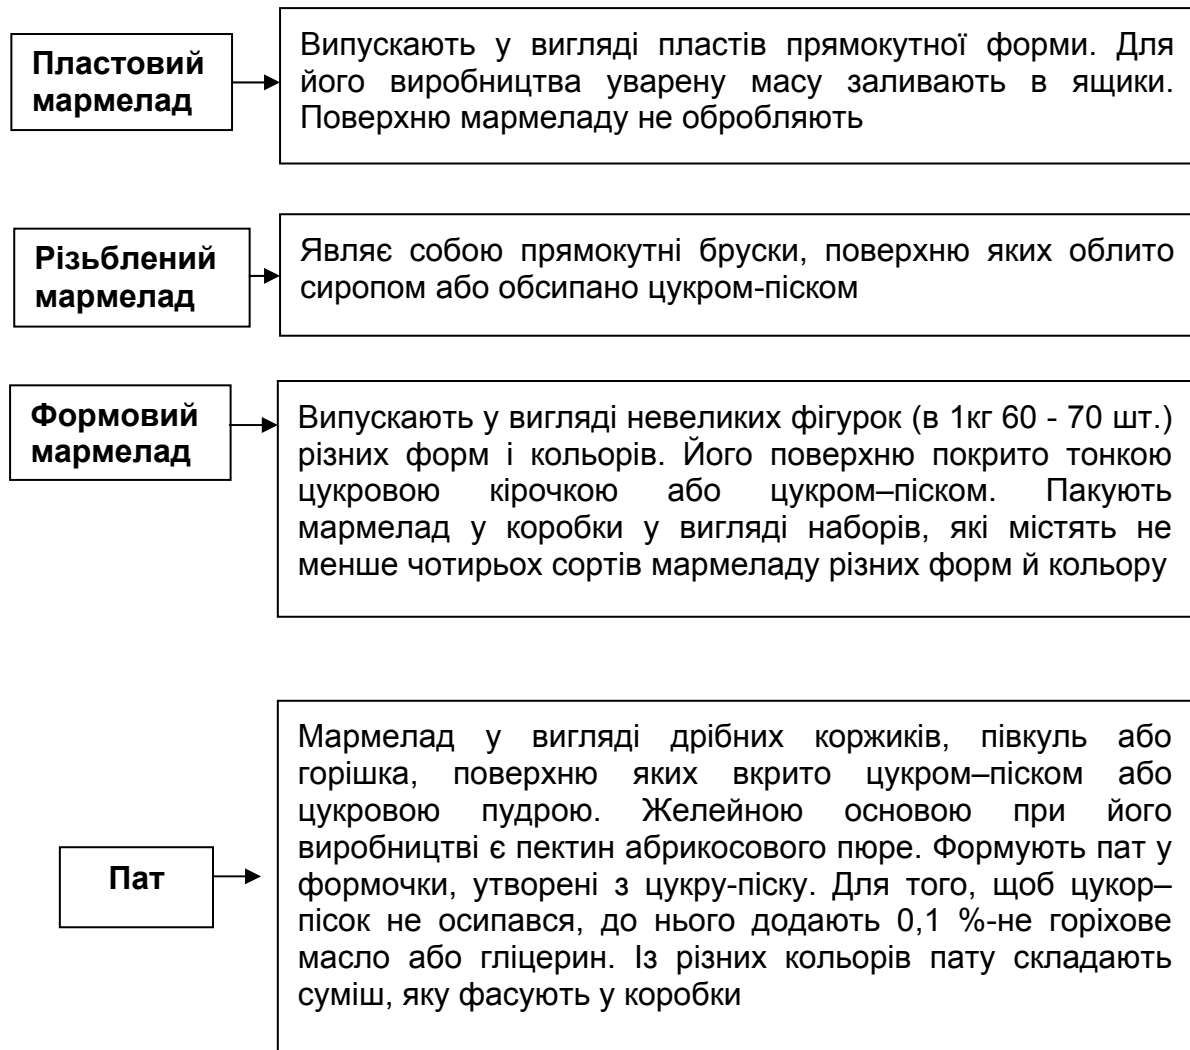 Пластовий
мармелад
Випускають у вигляді пластів прямокутної форми. Для
його виробництва уварену масу заливають в ящики.
Поверхню мармеладу не обробляють
Різьблений
мармелад
Являє собою прямокутні бруски, поверхню яких облито
сиропом або обсипано цукром-піском
Формовий
мармелад
Випускають у вигляді невеликих фігурок (в 1кг 60 - 70 шт.)
різних форм і кольорів. Його поверхню покрито тонкою
цукровою кірочкою або цукром–піском. Пакують
мармелад у коробки у вигляді наборів, які містять не
менше чотирьох сортів мармеладу різних форм й кольору
Пат
Мармелад у вигляді дрібних коржиків, півкуль або
горішка, поверхню яких вкрито цукром–піском або
цукровою пудрою. Желейною основою при його
виробництві є пектин абрикосового пюре. Формують пат у
формочки, утворені з цукру-піску. Для того, щоб цукор–
пісок не осипався, до нього додають 0,1 %-не горіхове
масло або гліцерин. Із різних кольорів пату складають
суміш, яку фасують у коробки